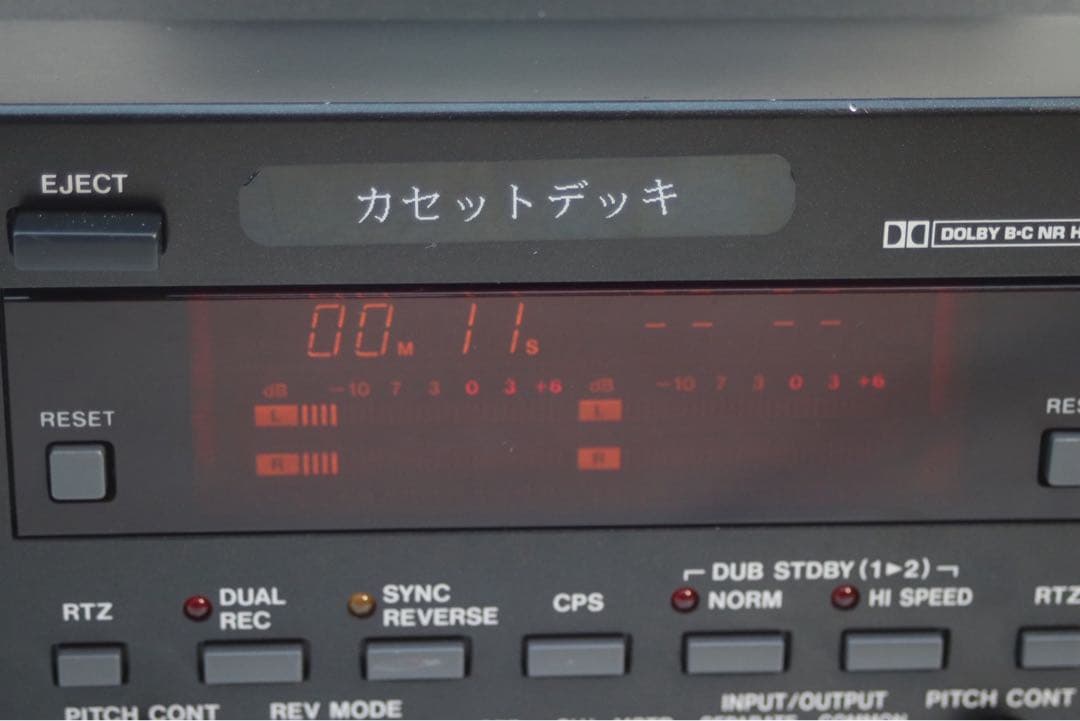 EJECT
カセットデッキ
DOLBY B·C NR H
00M 11S
-- --
dB -10 7 3 0 3 +6 dB -10 7 3 0 3 +6
L L
R R
RESET
RES
DUB STDBY (1▶2)
RTZ
DUAL
REC
SYNC
REVERSE
CPS
NORM
HI SPEED
RTZ
PITCH CONT
REV MODE
INPUT/OUTPUT
PITCH CONT